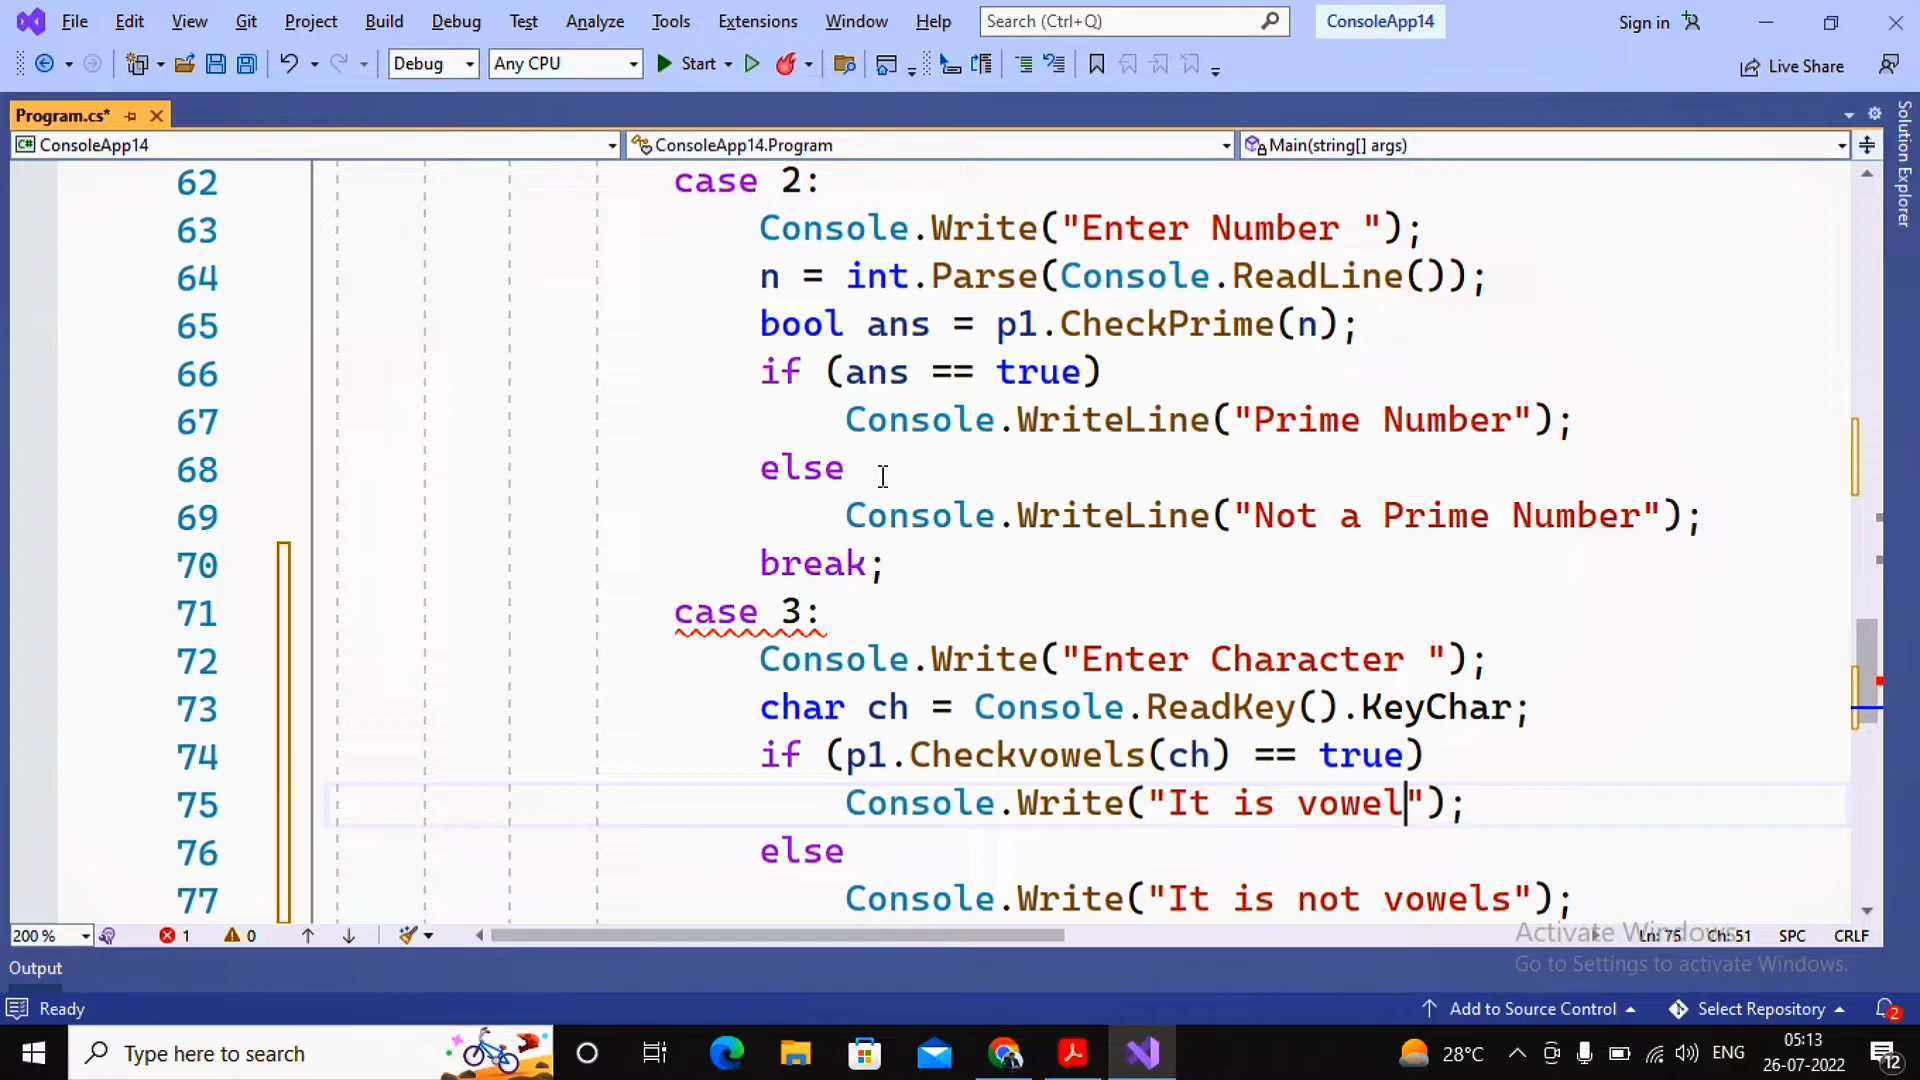 File Edit View Git Project Build Debug Test Analyze Tools Extensions Window Help Search (Ctrl+Q) ConsoleApp14 Sign in
Debug Any CPU Start Live Share
Program.cs*
ConsoleApp14 ConsoleApp14.Program Main(string[] args)
Solution Explorer
62 case 2:
63 Console.Write("Enter Number ");
64 n = int.Parse(Console.ReadLine());
65 bool ans = p1.CheckPrime(n);
66 if (ans == true)
67 Console.WriteLine("Prime Number");
68 else
69 Console.WriteLine("Not a Prime Number");
70 break;
71 case 3:
72 Console.Write("Enter Character ");
73 char ch = Console.ReadKey().KeyChar;
74 if (p1.Checkvowels(ch) == true)
75 Console.Write("It is vowel");
76 else
77 Console.Write("It is not vowels");
200 % 1 0 Ln: 75 Ch: 51 SPC CRLF
Activate Windows
Go to Settings to activate Windows.
Output
Ready Add to Source Control Select Repository 2
Type here to search 28°C ENG 05:13
26-07-2022 12